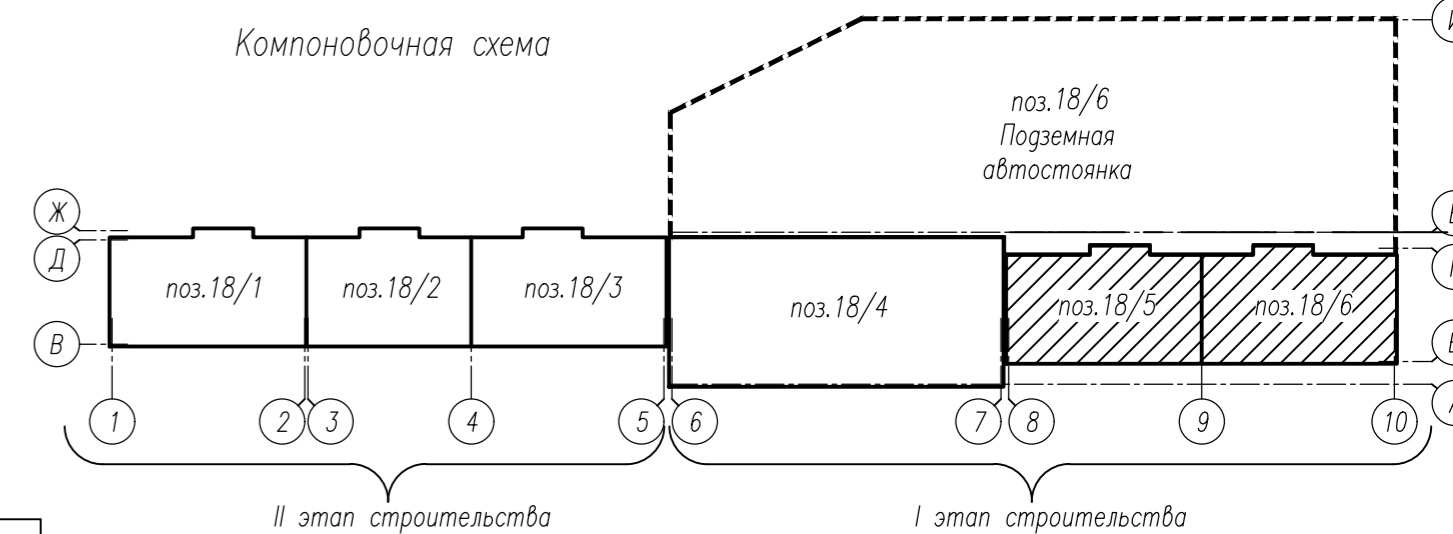 Компоновочная схема
поз.18/6
Подземная
автостоянка
Ж
Д
В
поз.18/1
поз.18/2
поз.18/3
поз.18/4
поз.18/5
поз.18/6
1
2
3
4
5
6
7
8
9
10
II этап строительства
I этап строительства